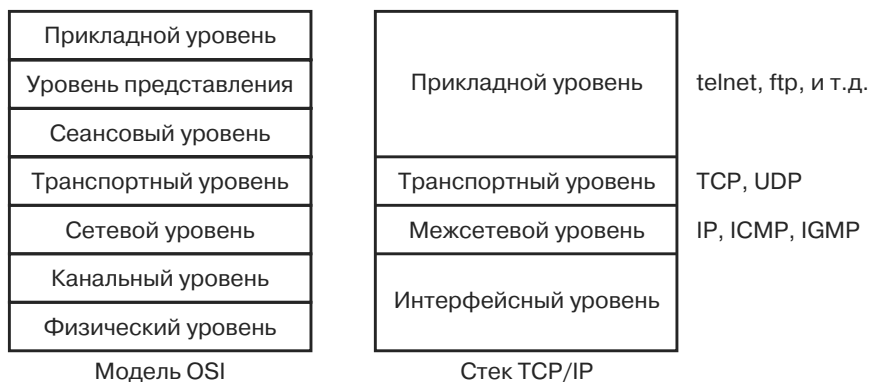 Прикладной уровень
Уровень представления
Сеансовый уровень
Транспортный уровень
Сетевой уровень
Канальный уровень
Физический уровень
Модель OSI
Прикладной уровень
telnet, ftp, и т.д.
Транспортный уровень
TCP, UDP
Межсетевой уровень
IP, ICMP, IGMP
Интерфейсный уровень
Стек TCP/IP